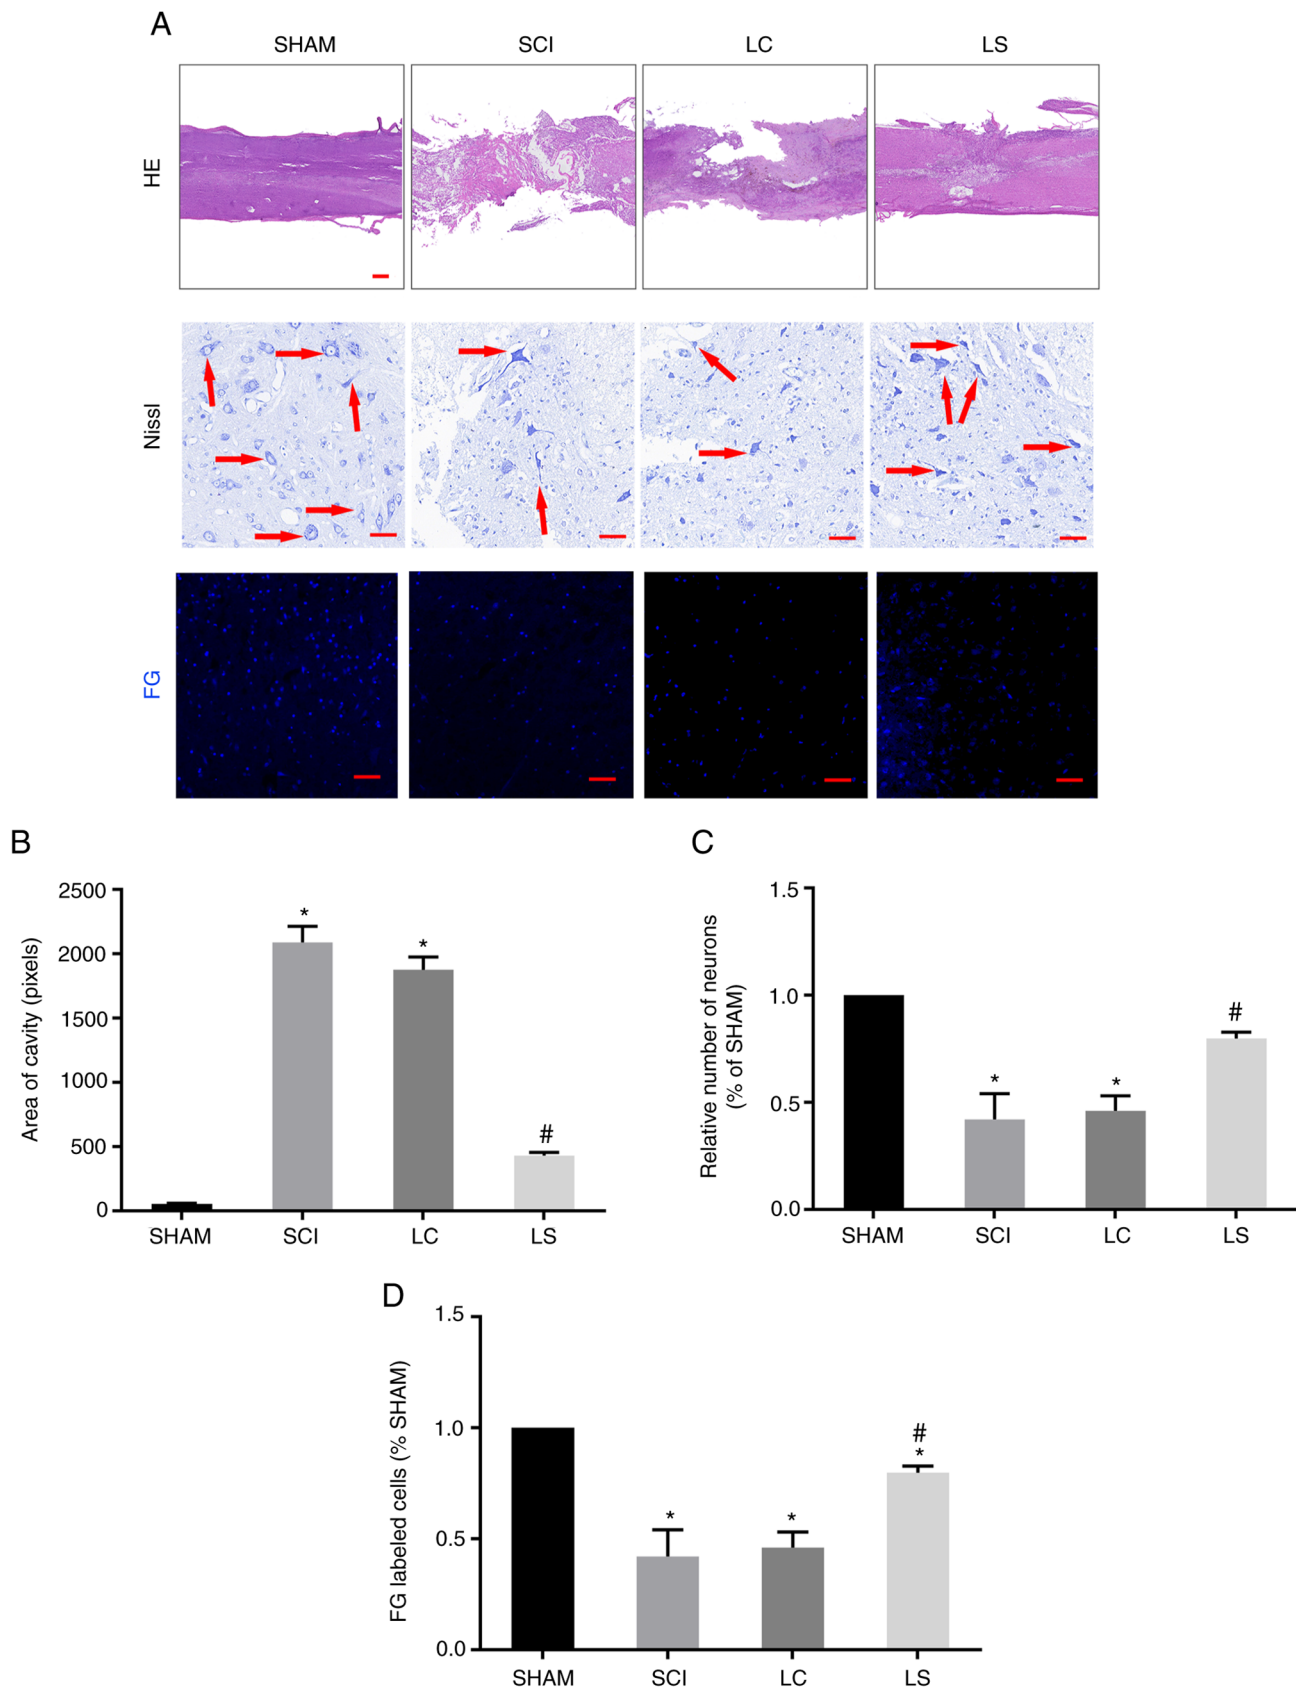 A
SHAM
SCI
LC
LS
HE
Nissl
FG
B
2500
2000
1500
1000
500
0
Area of cavity (pixels)
*
*
#
SHAM
SCI
LC
LS
C
1.5
1.0
0.5
0.0
Relative number of neurons
(% of SHAM)
*
*
#
SHAM
SCI
LC
LS
D
1.5
1.0
0.5
0.0
FG labeled cells (% SHAM)
*
*
#
*
SHAM
SCI
LC
LS